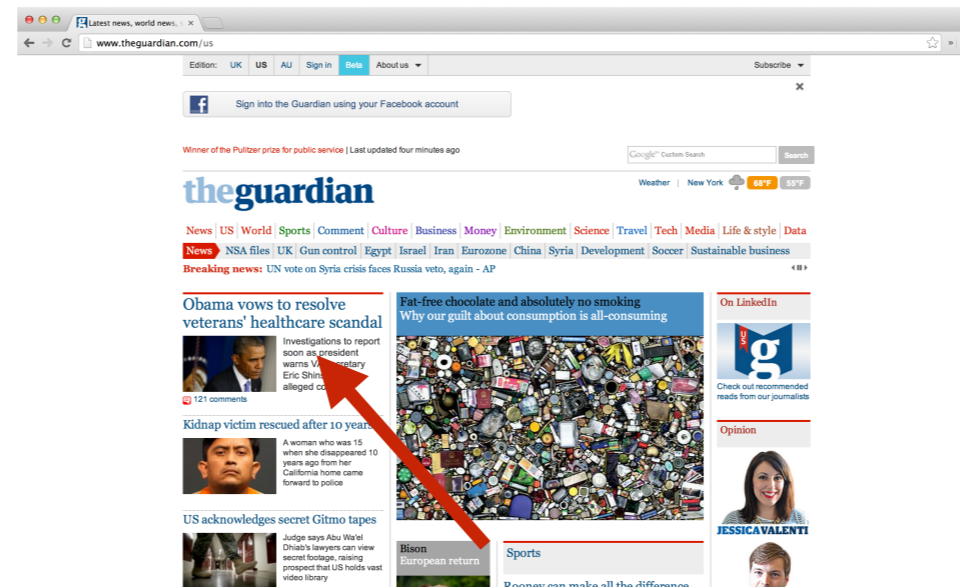 Latest news, world news, s
www.theguardian.com/us
Edition: UK US AU Sign in Beta About us Subscribe
Sign into the Guardian using your Facebook account
Winner of the Pulitzer prize for public service | Last updated four minutes ago
Google™ Custom Search Search
theguardian
Weather | New York 68°F 55°F
News US World Sports Comment Culture Business Money Environment Science Travel Tech Media Life & style Data
News NSA files UK Gun control Egypt Israel Iran Eurozone China Syria Development Soccer Sustainable business
Breaking news: UN vote on Syria crisis faces Russia veto, again - AP
Obama vows to resolve
veterans' healthcare scandal
Investigations to report
soon as president
warns
Eric
alleged
121 comments
Kidnap victim rescued after 10 years
A woman who was 15
when she disappeared 10
years ago from her
California home came
forward to police
US acknowledges secret Gitmo tapes
Judge says Abu Wa'el
Dhiab's lawyers can view
secret footage, raising
prospect that US holds vast
video library
Fat-free chocolate and absolutely no smoking
Why our guilt about consumption is all-consuming
Bison
European return
Sports
Rooney can make all the difference
On LinkedIn
US
g
Check out recommended
reads from our journalists
Opinion
JESSICA VALENTI